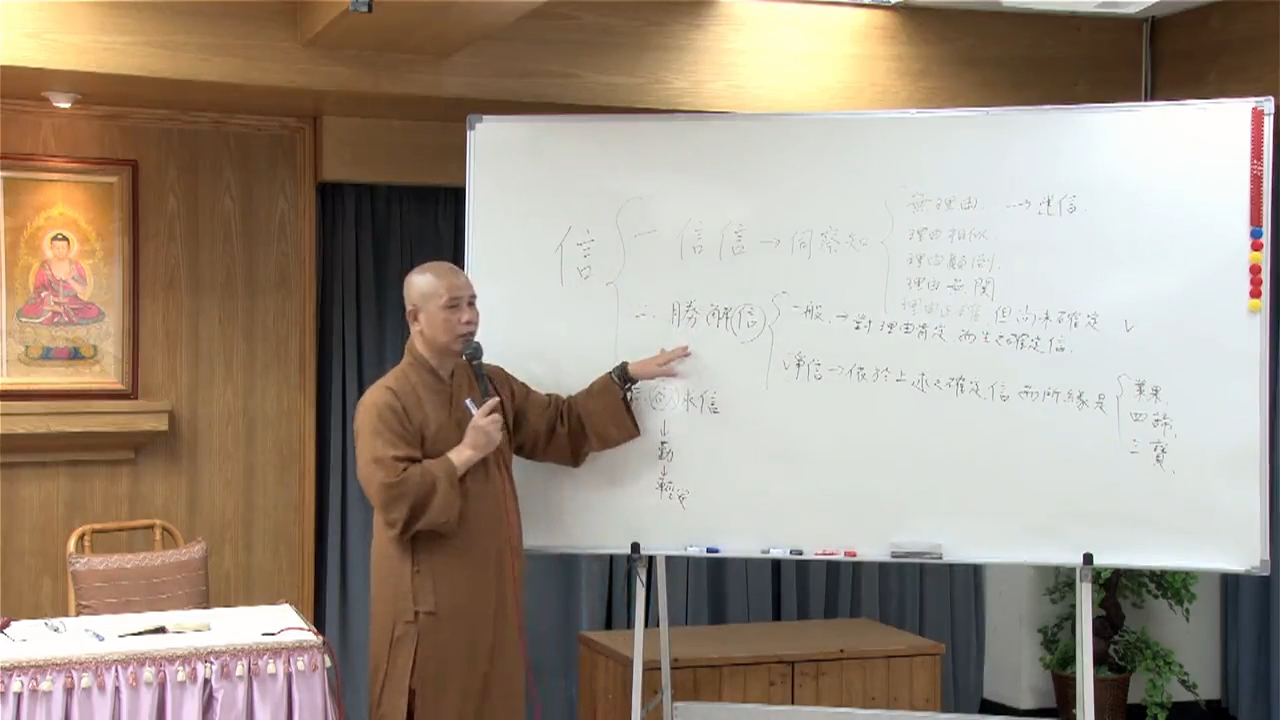 信
一 信信→伺察知
無理由 → 迷信
理由相似
理由顛倒
理由無關
理由正確 但尚未確定
二 勝解信
一般→對理由肯定而生之確定信
淨信→依於上述之確定信 而所緣是
業果
四諦
三寶
求信
↓
勤
↓
輕安